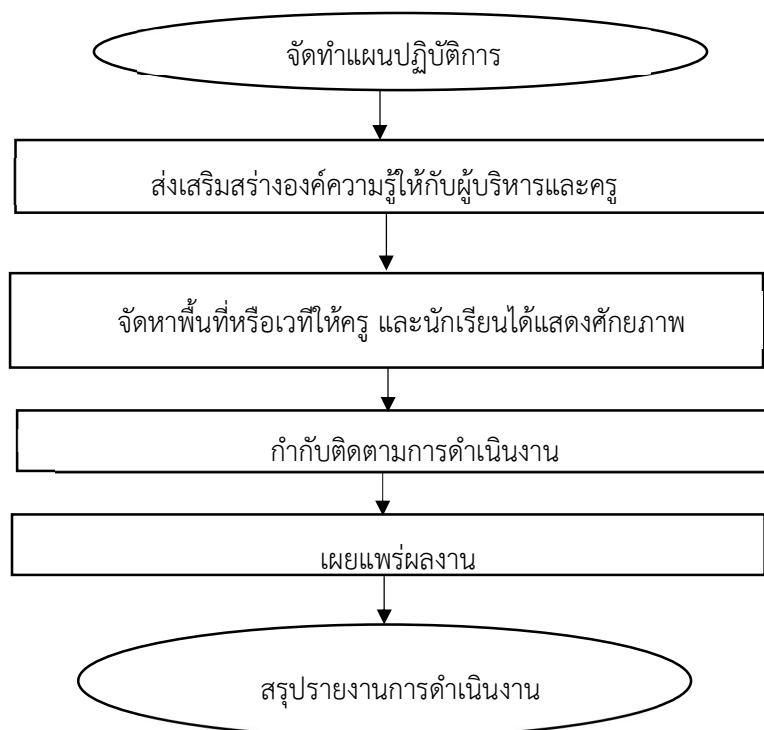 จัดทำแผนปฏิบัติการ
ส่งเสริมสร่างองค์ความรู้ให้กับผู้บริหารและครู
จัดหาพื้นที่หรือเวทีให้ครู และนักเรียนได้แสดงศักยภาพ
กำกับติดตามการดำเนินงาน
เผยแพร่ผลงาน
สรุปรายงานการดำเนินงาน